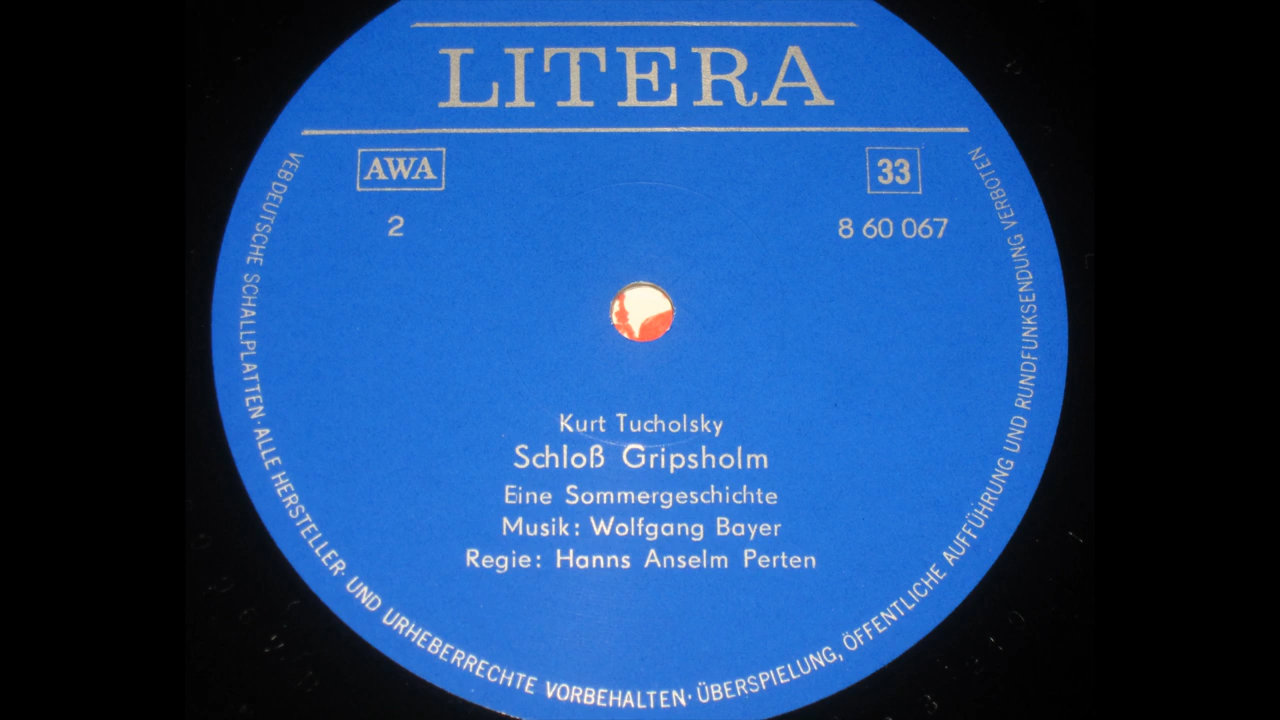 LITERA
AWA
33
2
8 60 067
Kurt Tucholsky
Schloß Gripsholm
Eine Sommergeschichte
Musik: Wolfgang Bayer
Regie: Hanns Anselm Perten
VEB DEUTSCHE SCHALLPLATTEN · ALLE HERSTELLER- UND URHEBERRECHTE VORBEHALTEN · ÜBERSPIELUNG, ÖFFENTLICHE AUFFÜHRUNG UND RUNDFUNKSENDUNG VERBOTEN